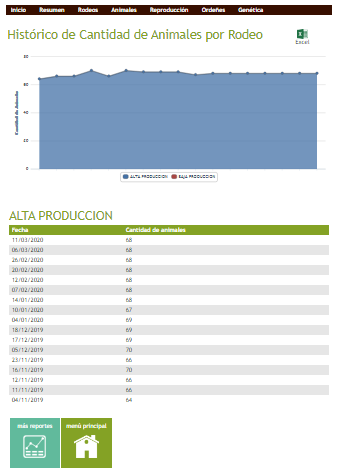 Inicio Resumen Rodeos Animales Reproducción Ordeñes Genética
Histórico de Cantidad de Animales por Rodeo
Excel
80
60
40
20
0
Cantidad de Animales
ALTA PRODUCCION BAJA PRODUCCION
ALTA PRODUCCION
Fecha Cantidad de animales
11/03/2020 68
06/03/2020 68
26/02/2020 68
20/02/2020 68
12/02/2020 68
07/02/2020 68
14/01/2020 68
10/01/2020 67
04/01/2020 69
18/12/2019 69
17/12/2019 69
05/12/2019 70
23/11/2019 66
16/11/2019 70
12/11/2019 66
11/11/2019 66
04/11/2019 64
más reportes menú principal